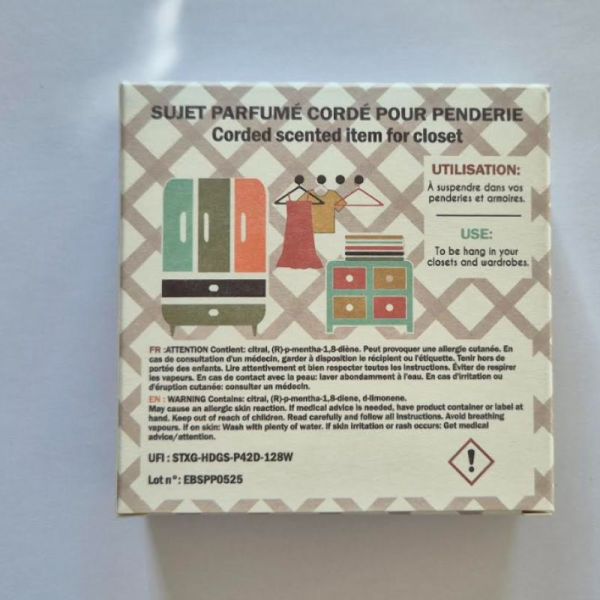 SUJET PARFUMÉ CORDÉ POUR PENDERIE
Corded scented item for closet
UTILISATION:
À suspendre dans vos
penderies et armoires.
USE:
To be hang in your
closets and wardrobes.
FR :ATTENTION Contient: citral, (R)-p-mentha-1,8-diène. Peut provoquer une allergie cutanée. En
cas de consultation d'un médecin, garder à disposition le récipient ou l'étiquette. Tenir hors de
portée des enfants. Lire attentivement et bien respecter toutes les instructions. Éviter de respirer
les vapeurs. En cas de contact avec la peau: laver abondamment à l'eau. En cas d'irritation ou
d'éruption cutanée: consulter un médecin.
EN : WARNING Contains: citral, (R)-p-mentha-1,8-diene, d-limonene.
May cause an allergic skin reaction. If medical advice is needed, have product container or label at
hand. Keep out of reach of children. Read carefully and follow all instructions. Avoid breathing
vapours. If on skin: Wash with plenty of water. If skin irritation or rash occurs: Get medical
advice/attention.
UFI : STXG-HDGS-P42D-128W
Lot n°: EBSPP0525